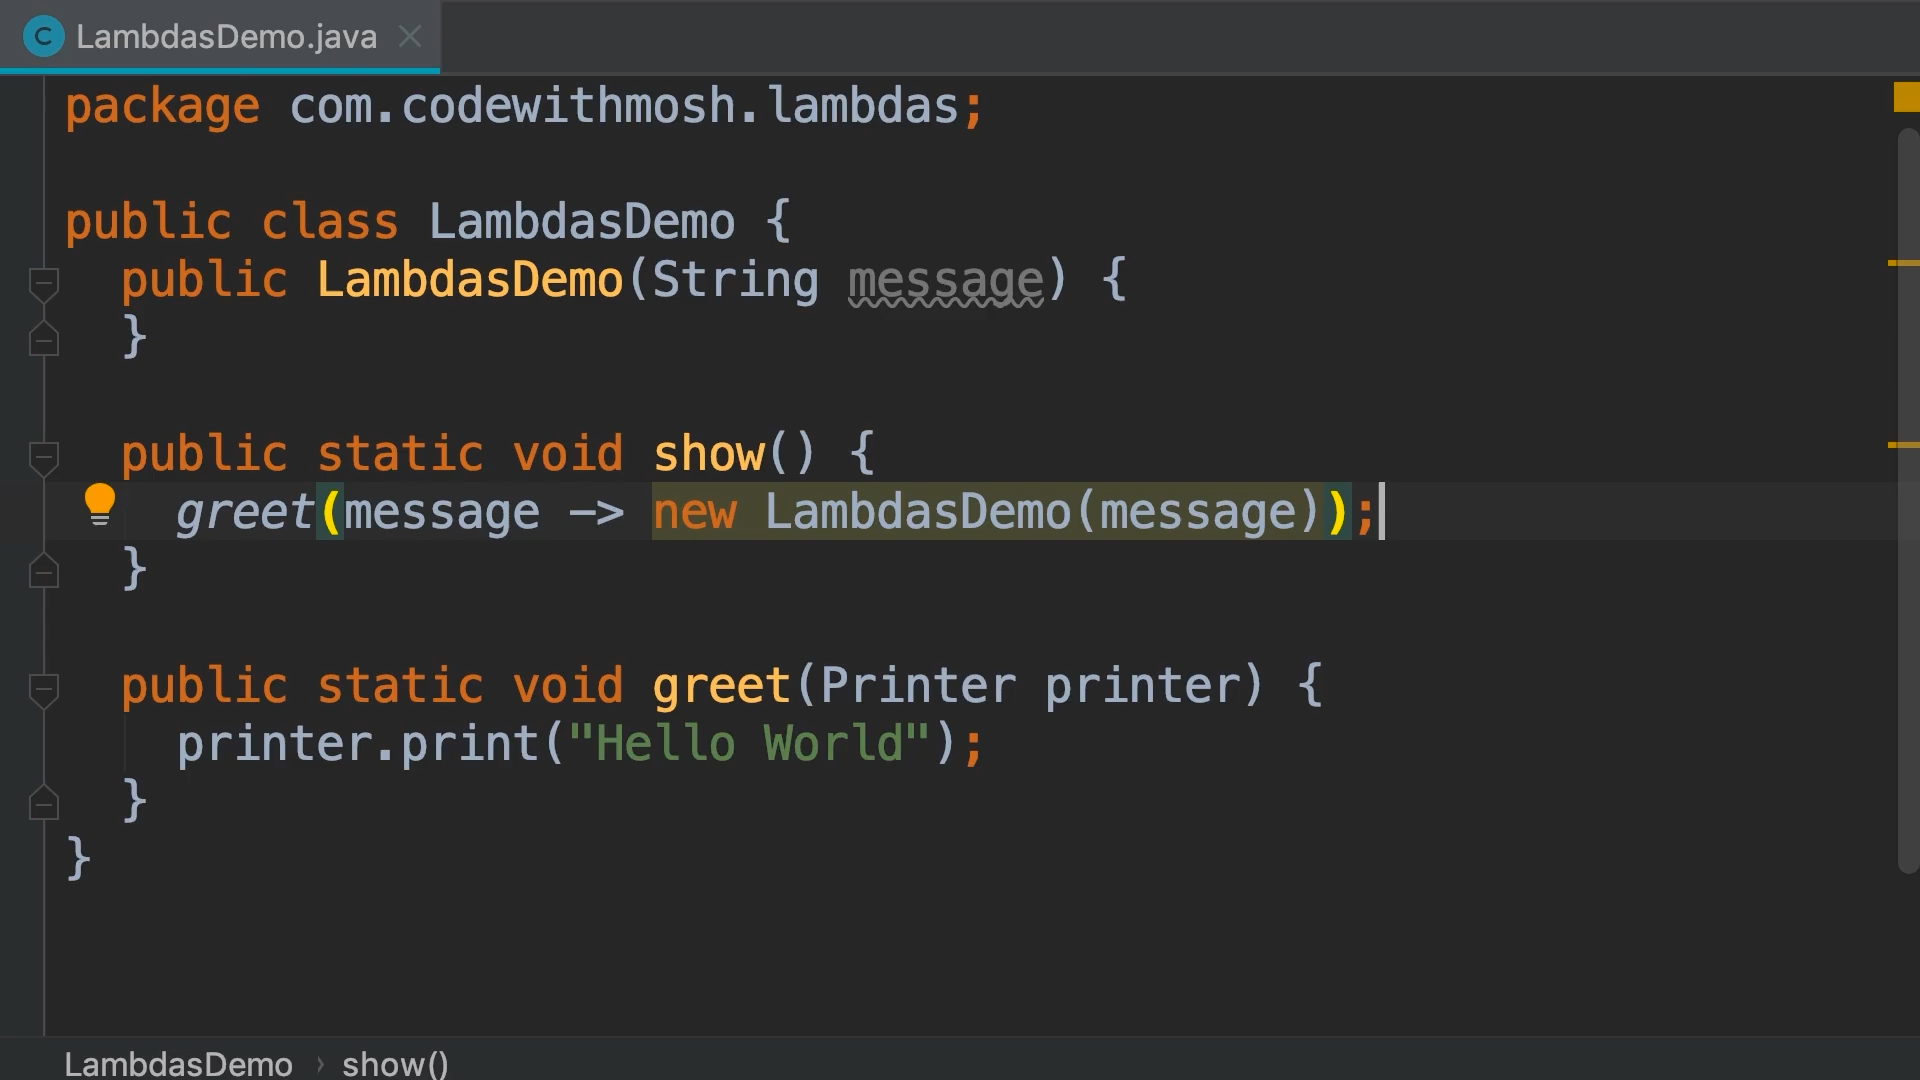 LambdasDemo.java
package com.codewithmosh.lambdas;
public class LambdasDemo {
public LambdasDemo(String message) {
}
public static void show() {
greet(message -> new LambdasDemo(message));
}
public static void greet(Printer printer) {
printer.print("Hello World");
}
}
LambdasDemo › show()